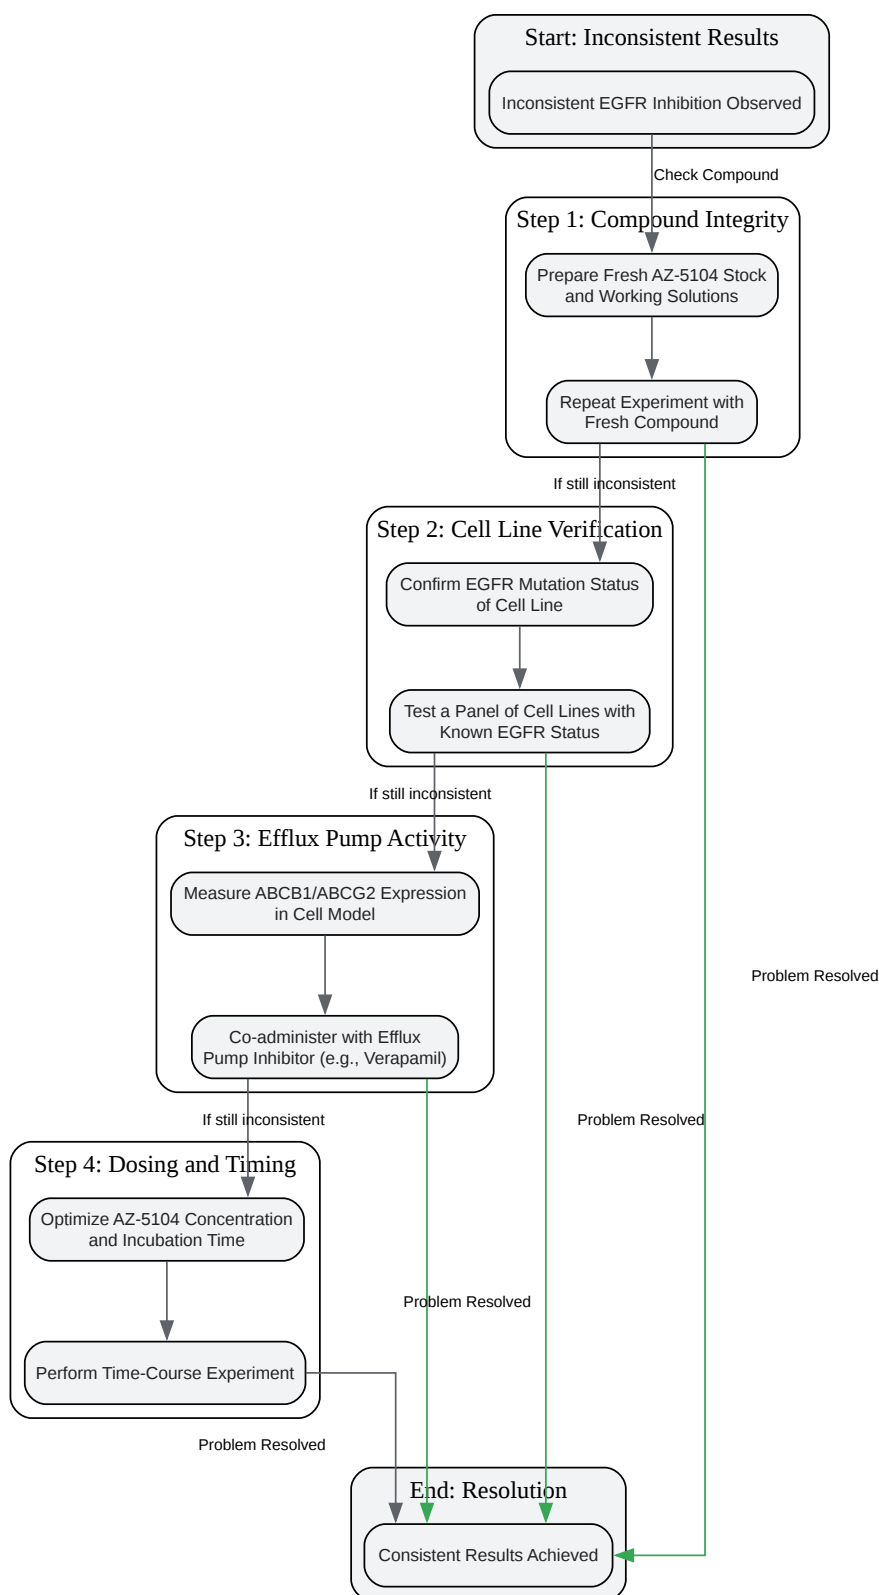 Start: Inconsistent Results
Inconsistent EGFR Inhibition Observed
Check Compound
Step 1: Compound Integrity
Prepare Fresh AZ-5104 Stock
and Working Solutions
Repeat Experiment with
Fresh Compound
If still inconsistent
Step 2: Cell Line Verification
Confirm EGFR Mutation Status
of Cell Line
Test a Panel of Cell Lines with
Known EGFR Status
If still inconsistent
Step 3: Efflux Pump Activity
Measure ABCB1/ABCG2 Expression
in Cell Model
Problem Resolved
Co-administer with Efflux
Pump Inhibitor (e.g., Verapamil)
If still inconsistent
Problem Resolved
Step 4: Dosing and Timing
Optimize AZ-5104 Concentration
and Incubation Time
Problem Resolved
Perform Time-Course Experiment
Problem Resolved
End: Resolution
Consistent Results Achieved